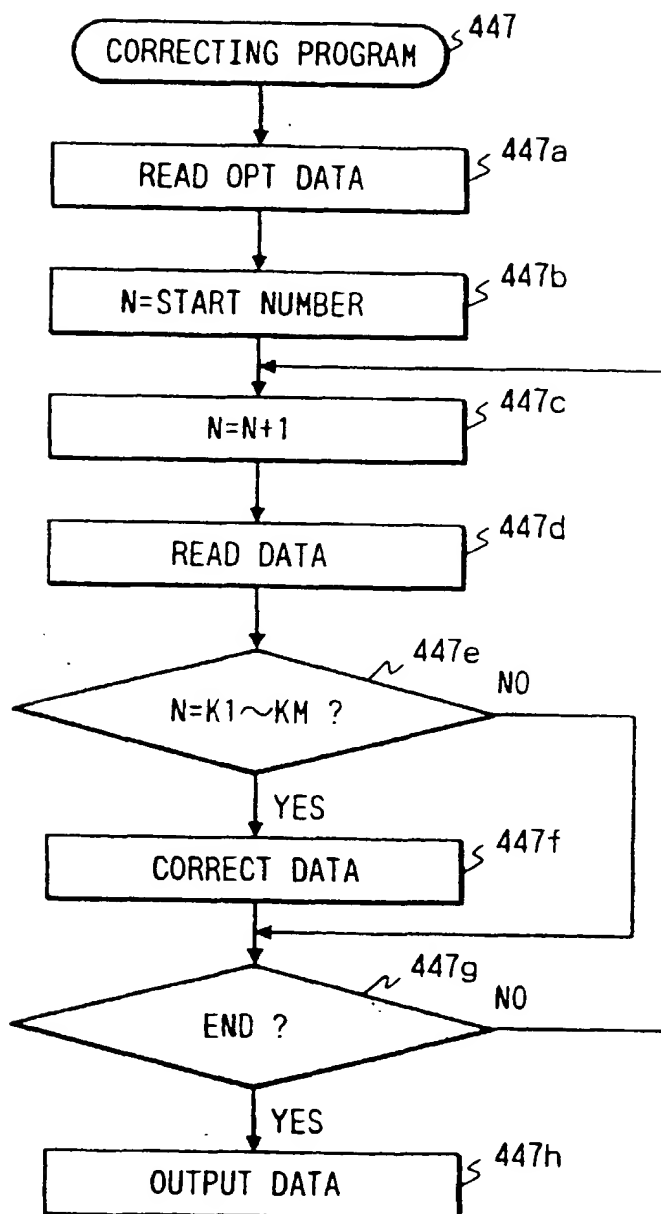 447
CORRECTING PROGRAM
447a
READ OPT DATA
447b
N=START NUMBER
447c
N=N+1
447d
READ DATA
447e
N=K1~KM ?
NO
YES
447f
CORRECT DATA
447g
END ?
NO
YES
447h
OUTPUT DATA